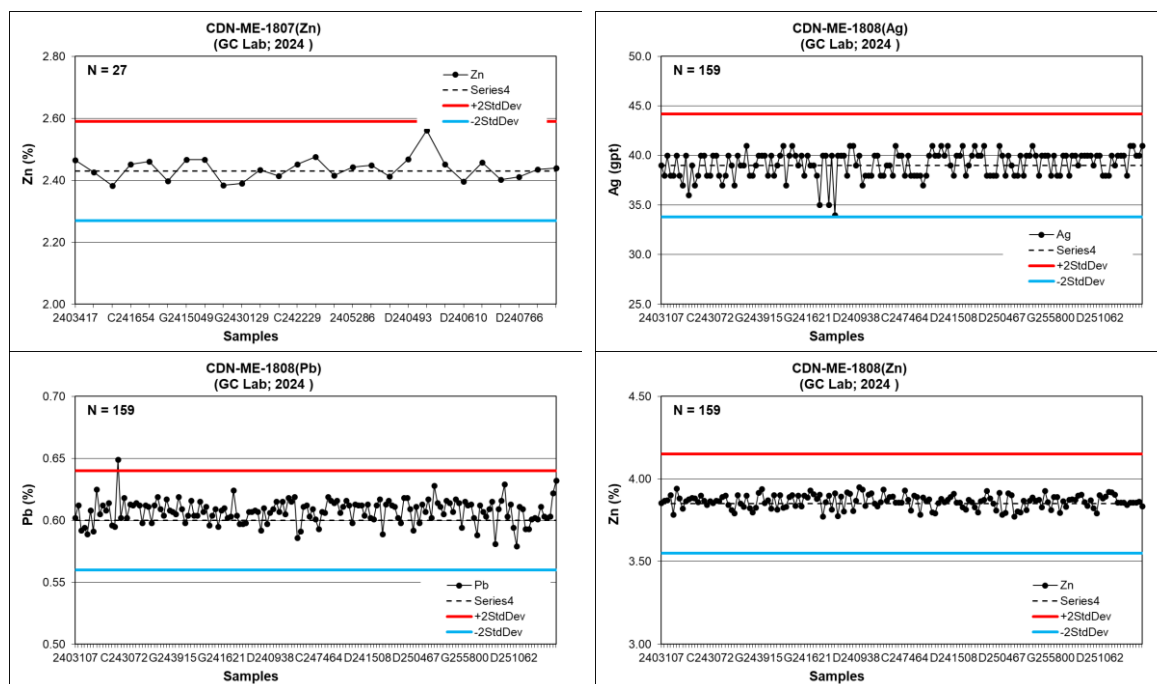 CDN-ME-1807(Zn)
(GC Lab; 2024 )
N = 27
Zn
Series4
+2StdDev
-2StdDev
2.80
2.60
2.40
2.20
2.00
Zn (%)
2403417 C241654 G2415049 G2430129 C242229 2405286 D240493 D240610 D240766
Samples
CDN-ME-1808(Ag)
(GC Lab; 2024 )
N = 159
50.0
45.0
40.0
35.0
30.0
25.0
Ag (gpt)
Ag
Series4
+2StdDev
-2StdDev
2403107 C243072 G243915 G241621 D240938 C247464 D241508 D250467 G255800 D251062
Samples
CDN-ME-1808(Pb)
(GC Lab; 2024 )
N = 159
0.70
0.65
0.60
0.55
0.50
Pb (%)
Pb
Series4
+2StdDev
-2StdDev
2403107 C243072 G243915 G241621 D240938 C247464 D241508 D250467 G255800 D251062
Samples
CDN-ME-1808(Zn)
(GC Lab; 2024 )
N = 159
4.50
4.00
3.50
3.00
Zn (%)
Zn
Series4
+2StdDev
-2StdDev
2403107 C243072 G243915 G241621 D240938 C247464 D241508 D250467 G255800 D251062
Samples